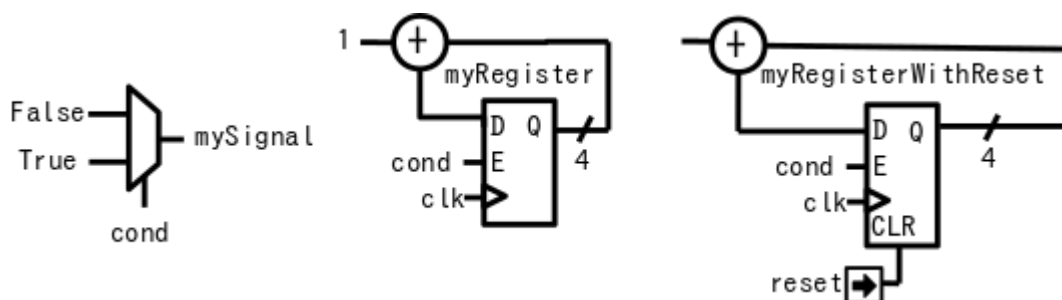 False
True
mySignal
cond
1
myRegister
D Q
E
cond
clk
4
myRegisterWithReset
D Q
E
cond
clk
CLR
4
reset